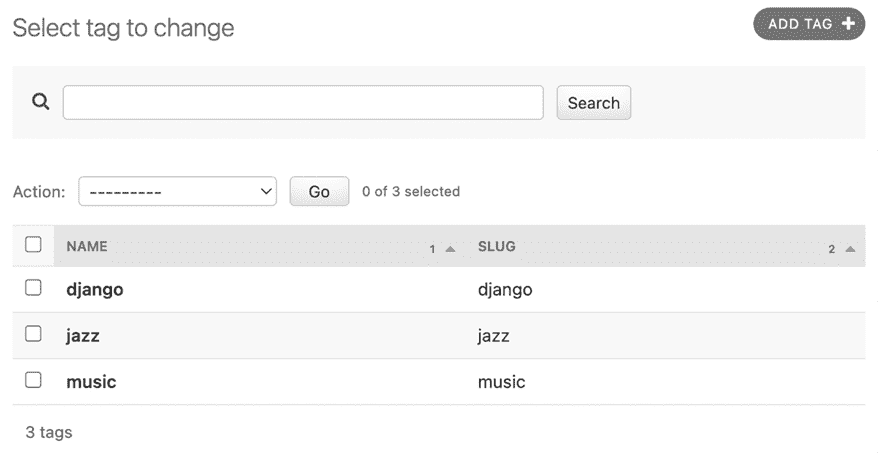 Select tag to change
ADD TAG +
Search
Action: --------- Go 0 of 3 selected
NAME 1 SLUG 2
django django
jazz jazz
music music
3 tags